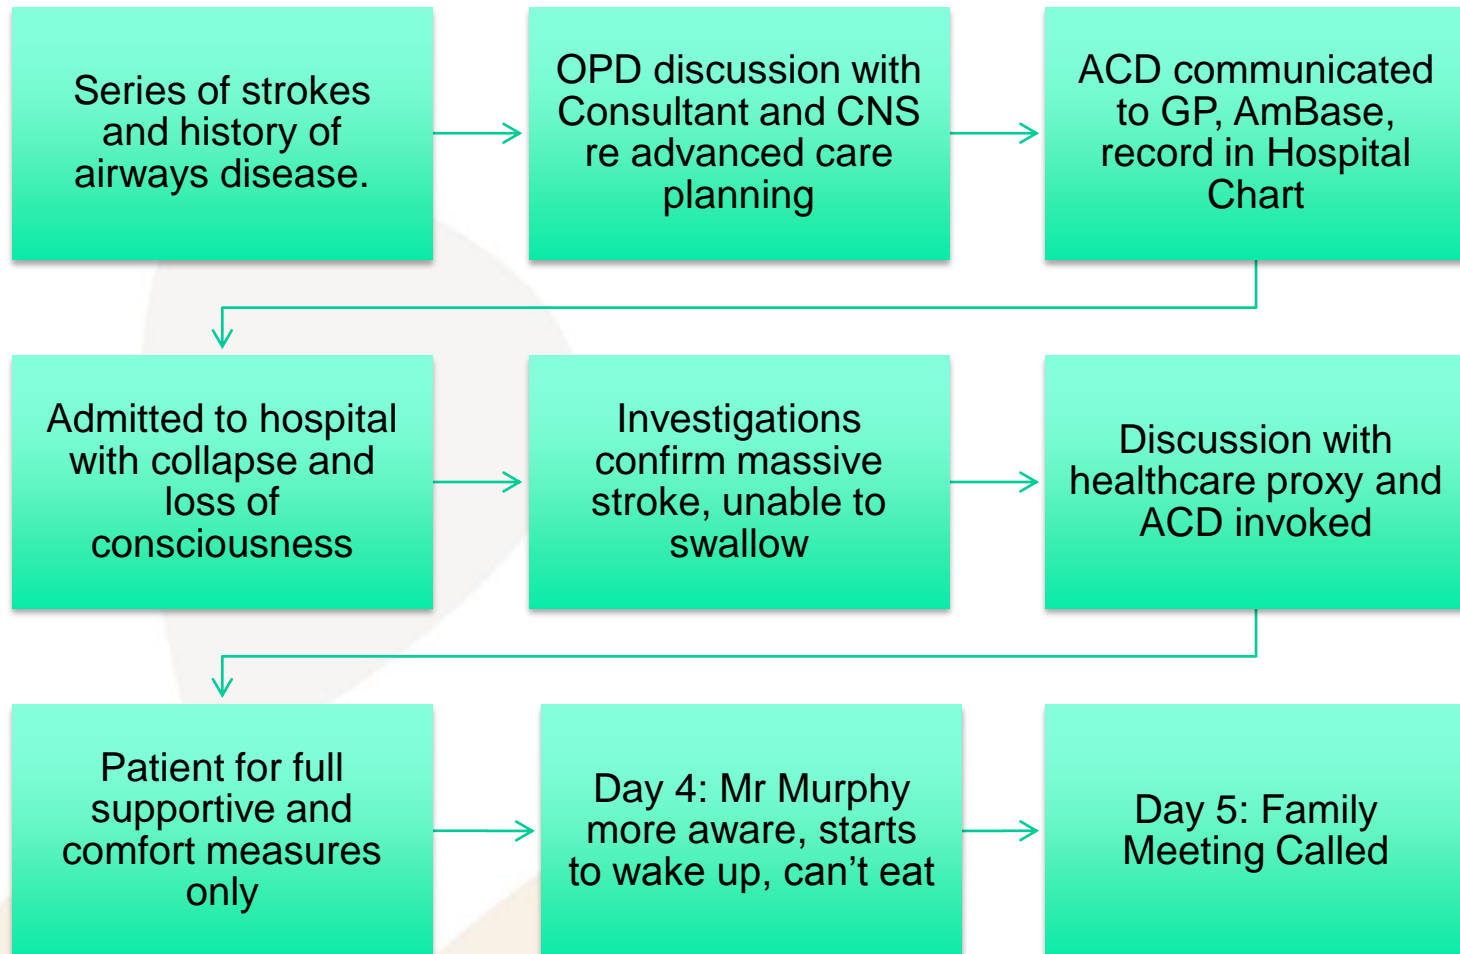 Series of strokes
and history of
airways disease.
OPD discussion with
Consultant and CNS
re advanced care
planning
ACD communicated
to GP, AmBase,
record in Hospital
Chart
Admitted to hospital
with collapse and
loss of
consciousness
Investigations
confirm massive
stroke, unable to
swallow
Discussion with
healthcare proxy and
ACD invoked
Patient for full
supportive and
comfort measures
only
Day 4: Mr Murphy
more aware, starts
to wake up, can’t eat
Day 5: Family
Meeting Called